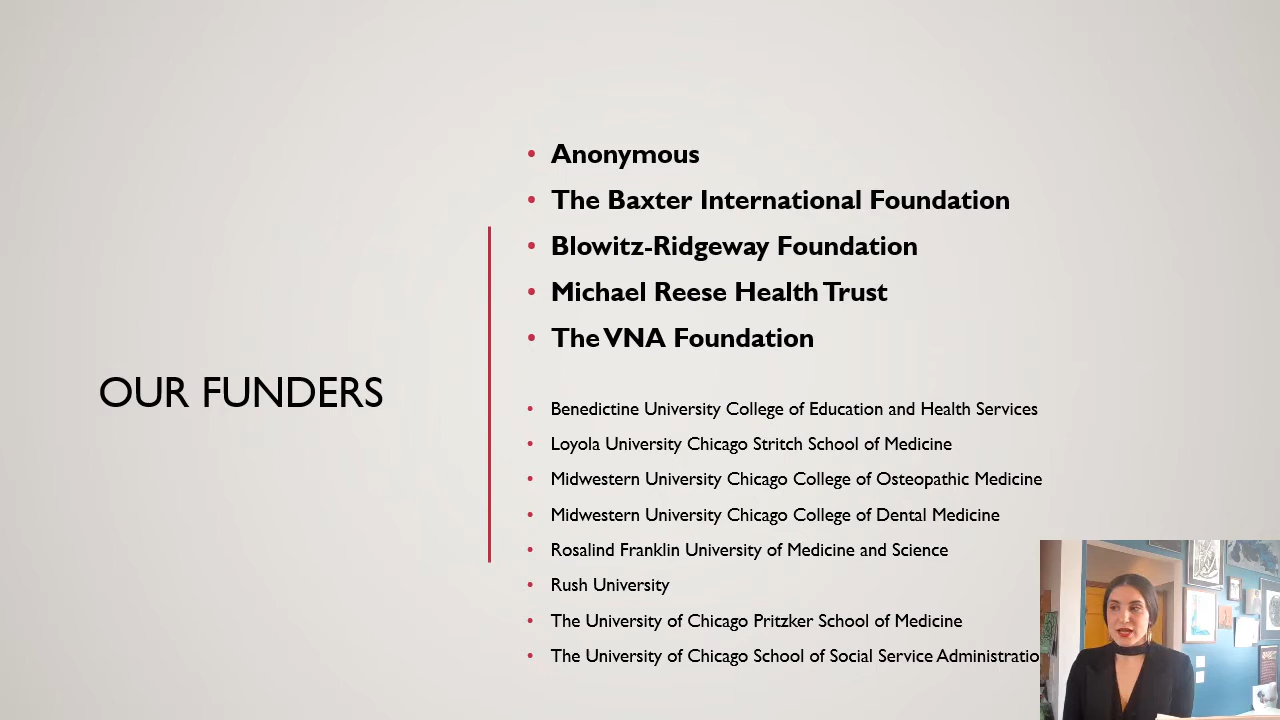 OUR FUNDERS
Anonymous
The Baxter International Foundation
Blowitz-Ridgeway Foundation
Michael Reese Health Trust
The VNA Foundation
Benedictine University College of Education and Health Services
Loyola University Chicago Stritch School of Medicine
Midwestern University Chicago College of Osteopathic Medicine
Midwestern University Chicago College of Dental Medicine
Rosalind Franklin University of Medicine and Science
Rush University
The University of Chicago Pritzker School of Medicine
The University of Chicago School of Social Service Administratio